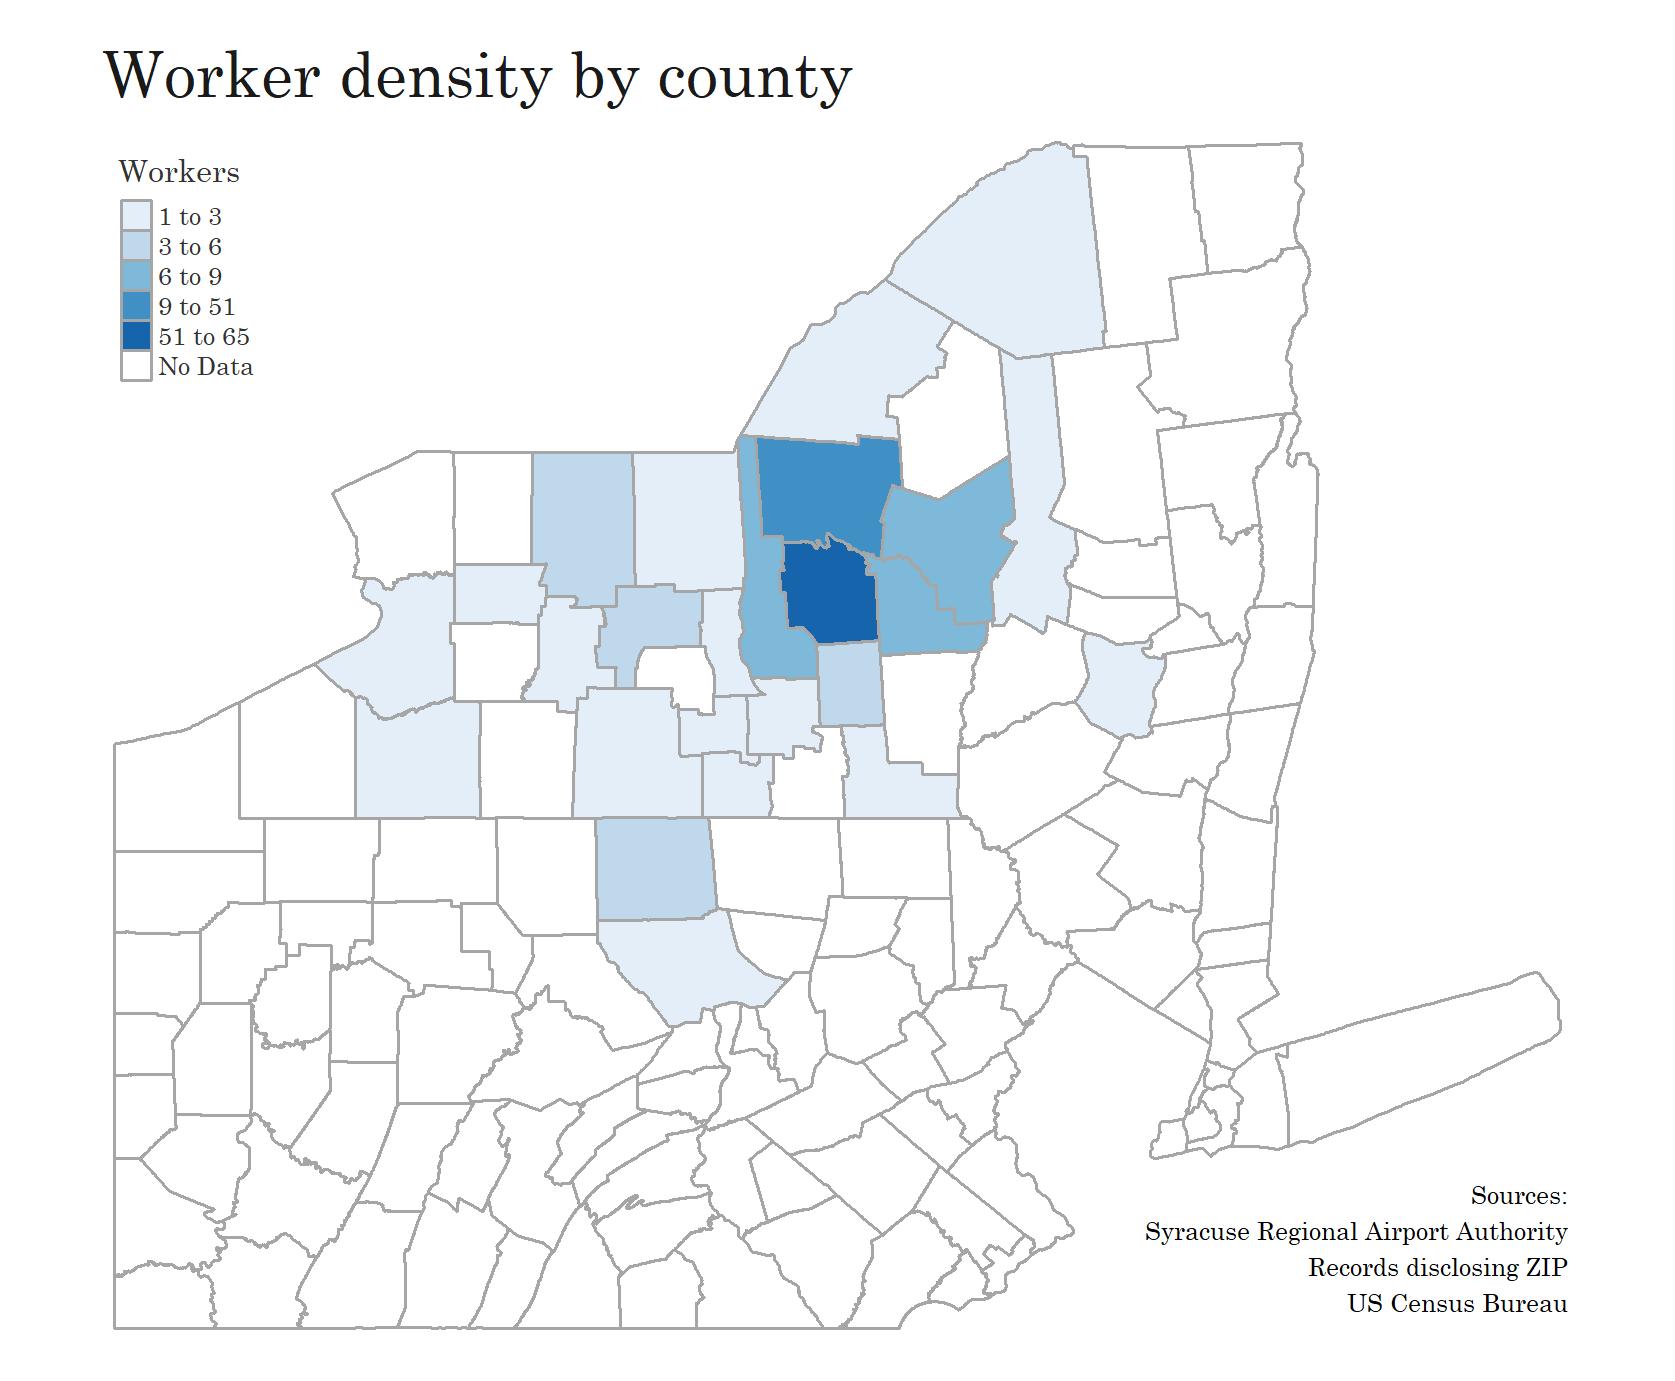 Worker density by county
Workers
1 to 3
3 to 6
6 to 9
9 to 51
51 to 65
No Data
Sources:
Syracuse Regional Airport Authority
Records disclosing ZIP
US Census Bureau